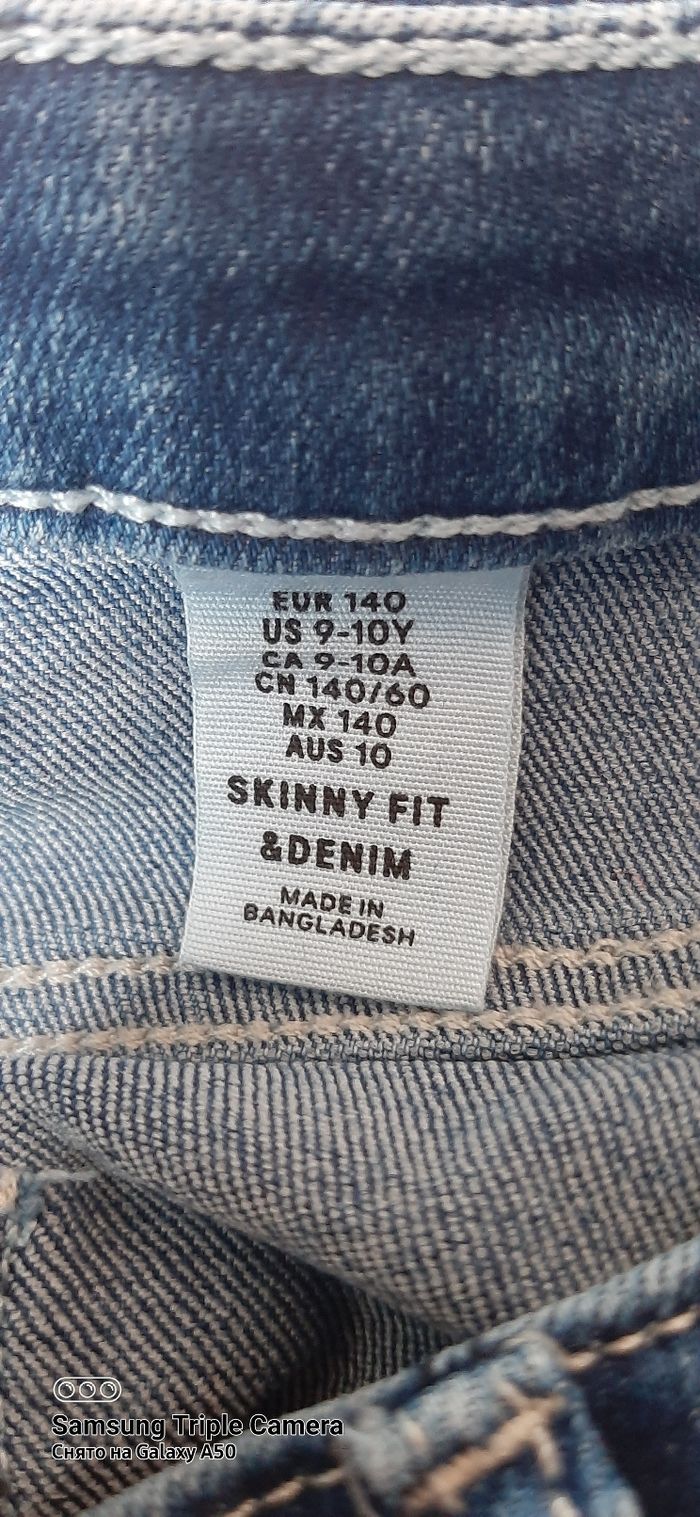 EUR 140
US 9-10Y
CA 9-10A
CN 140/60
MX 140
AUS 10
SKINNY FIT
&DENIM
MADE IN
BANGLADESH
Samsung Triple Camera
Снято на Galaxy A50